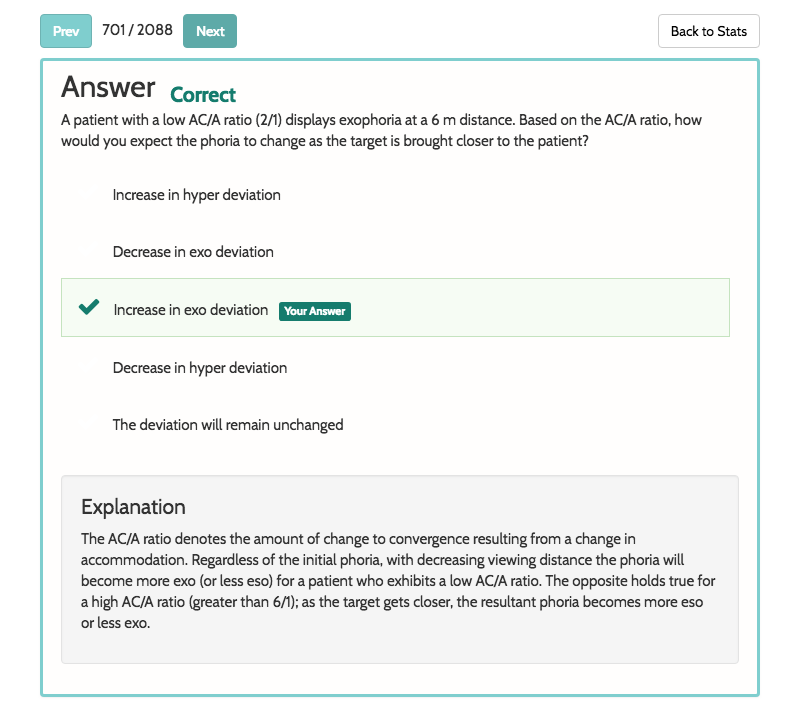 Prev 701 / 2088 Next Back to Stats
Answer Correct
A patient with a low AC/A ratio (2/1) displays exophoria at a 6 m distance. Based on the AC/A ratio, how
would you expect the phoria to change as the target is brought closer to the patient?
Increase in hyper deviation
Decrease in exo deviation
Increase in exo deviation Your Answer
Decrease in hyper deviation
The deviation will remain unchanged
Explanation
The AC/A ratio denotes the amount of change to convergence resulting from a change in
accommodation. Regardless of the initial phoria, with decreasing viewing distance the phoria will
become more exo (or less eso) for a patient who exhibits a low AC/A ratio. The opposite holds true for
a high AC/A ratio (greater than 6/1); as the target gets closer, the resultant phoria becomes more eso
or less exo.